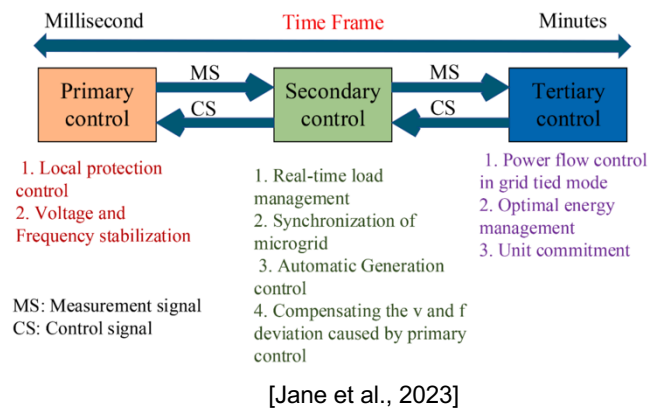 Millisecond Time Frame Minutes
Primary control
MS
CS
Secondary control
MS
CS
Tertiary control
1. Local protection
control
2. Voltage and
Frequency stabilization
1. Real-time load
management
2. Synchronization of
microgrid
3. Automatic Generation
control
4. Compensating the v and f
deviation caused by primary
control
1. Power flow control
in grid tied mode
2. Optimal energy
management
3. Unit commitment
MS: Measurement signal
CS: Control signal
[Jane et al., 2023]